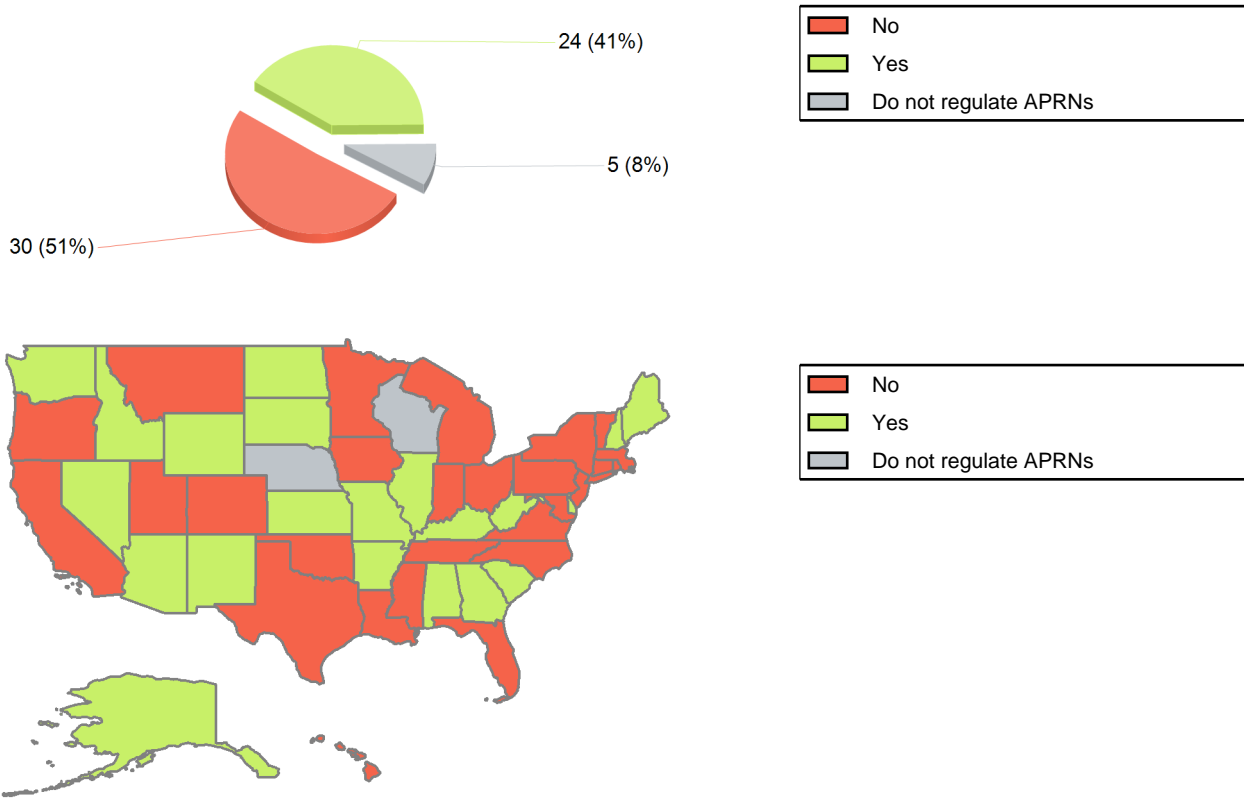 24 (41%)
5 (8%)
30 (51%)
No
Yes
Do not regulate APRNs
No
Yes
Do not regulate APRNs